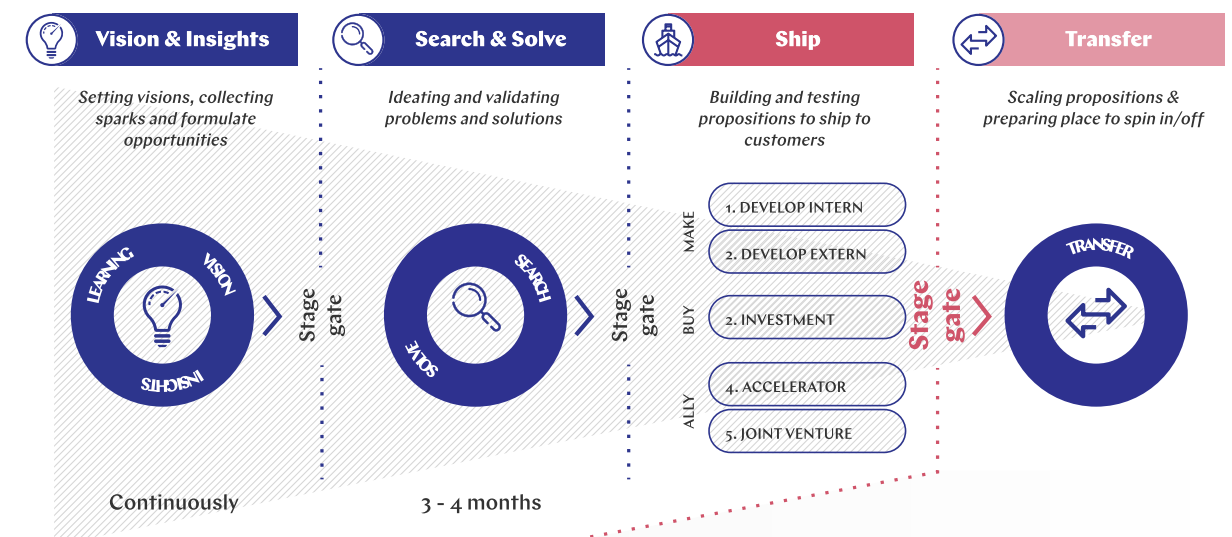 Vision & Insights
Search & Solve
Ship
Transfer
Setting visions, collecting
sparks and formulate
opportunities
Ideating and validating
problems and solutions
Building and testing
propositions to ship to
customers
Scaling propositions &
preparing place to spin in/off
LEARNING
VISION
INSIGHTS
Stage
gate
SEARCH
SOLVE
Stage
gate
MAKE
1. DEVELOP INTERN
2. DEVELOP EXTERN
BUY
2. INVESTMENT
ALLY
4. ACCELERATOR
5. JOINT VENTURE
Stage
gate
TRANSFER
Continuously
3 - 4 months